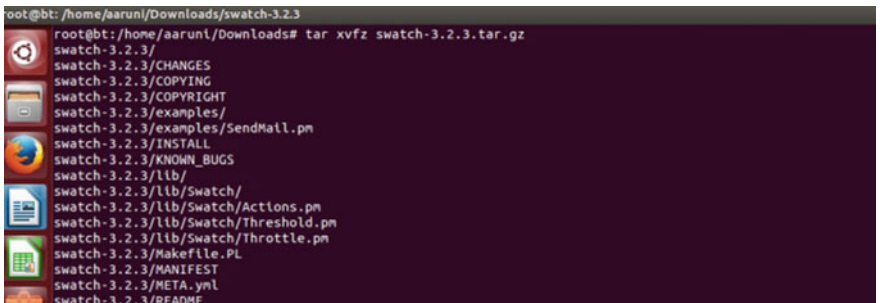 root@bt: /home/aaruni/Downloads/swatch-3.2.3
root@bt:/home/aaruni/Downloads# tar xvfz swatch-3.2.3.tar.gz
swatch-3.2.3/
swatch-3.2.3/CHANGES
swatch-3.2.3/COPYING
swatch-3.2.3/COPYRIGHT
swatch-3.2.3/examples/
swatch-3.2.3/examples/SendMail.pm
swatch-3.2.3/INSTALL
swatch-3.2.3/KNOWN_BUGS
swatch-3.2.3/lib/
swatch-3.2.3/lib/Swatch/
swatch-3.2.3/lib/Swatch/Actions.pm
swatch-3.2.3/lib/Swatch/Threshold.pm
swatch-3.2.3/lib/Swatch/Throttle.pm
swatch-3.2.3/Makefile.PL
swatch-3.2.3/MANIFEST
swatch-3.2.3/META.yml
swatch-3.2.3/README